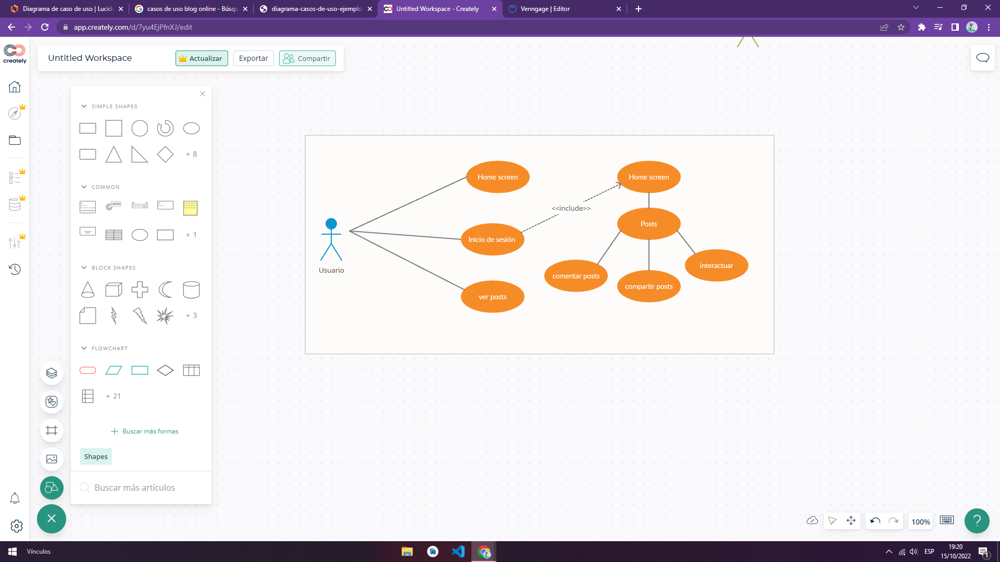 Diagrama de caso de uso | Lucid
casos de uso blog online - Búsqu
diagrama-casos-de-uso-ejemplo
Untitled Workspace - Creately
Venngage | Editor
app.creately.com/d/7yu4EjPfnXJ/edit
creately
Untitled Workspace
Actualizar
Exportar
Compartir
SIMPLE SHAPES
+ 8
COMMON
+ 1
BLOCK SHAPES
+ 3
FLOWCHART
+ 21
Buscar más formas
Shapes
Buscar más artículos
Home screen
Home screen
<<include>>
Posts
Inicio de sesión
Usuario
interactuar
comentar posts
compartir posts
ver posts
100%
?
Vínculos
ESP
19:20
15/10/2022
1